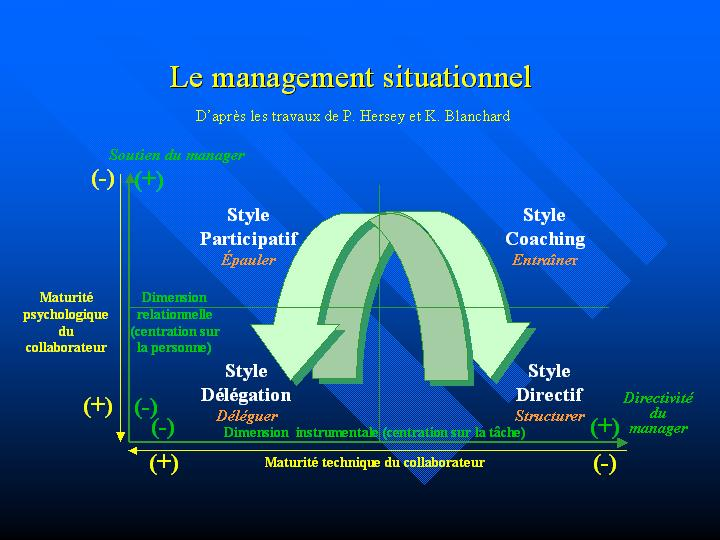 Le management situationnel
D'après les travaux de P. Hersey et K. Blanchard
Soutien du manager
(-) (+)
Style
Participatif
Épauler
Style
Coaching
Entraîner
Maturité
psychologique
du
collaborateur
Dimension
relationnelle
(centration sur
la personne)
Style
Délégation
Déléguer
Style
Directif
Structurer
Directivité
du
manager
(+) (-)
(-) Dimension instrumentale (centration sur la tâche) (+)
(+) Maturité technique du collaborateur (-)